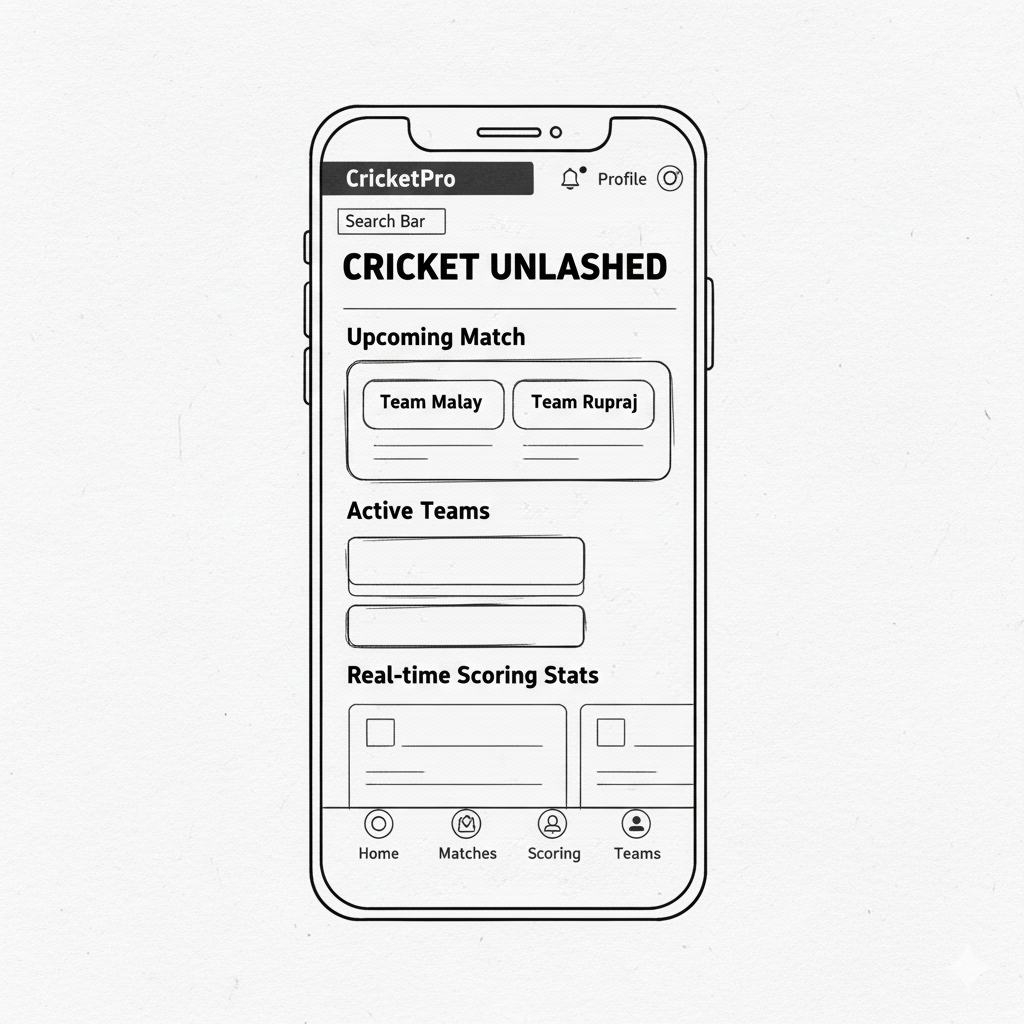 CricketPro
Profile
Search Bar
CRICKET UNLASHED
Upcoming Match
Team Malay
Team Rupraj
Active Teams
Real-time Scoring Stats
Home
Matches
Scoring
Teams